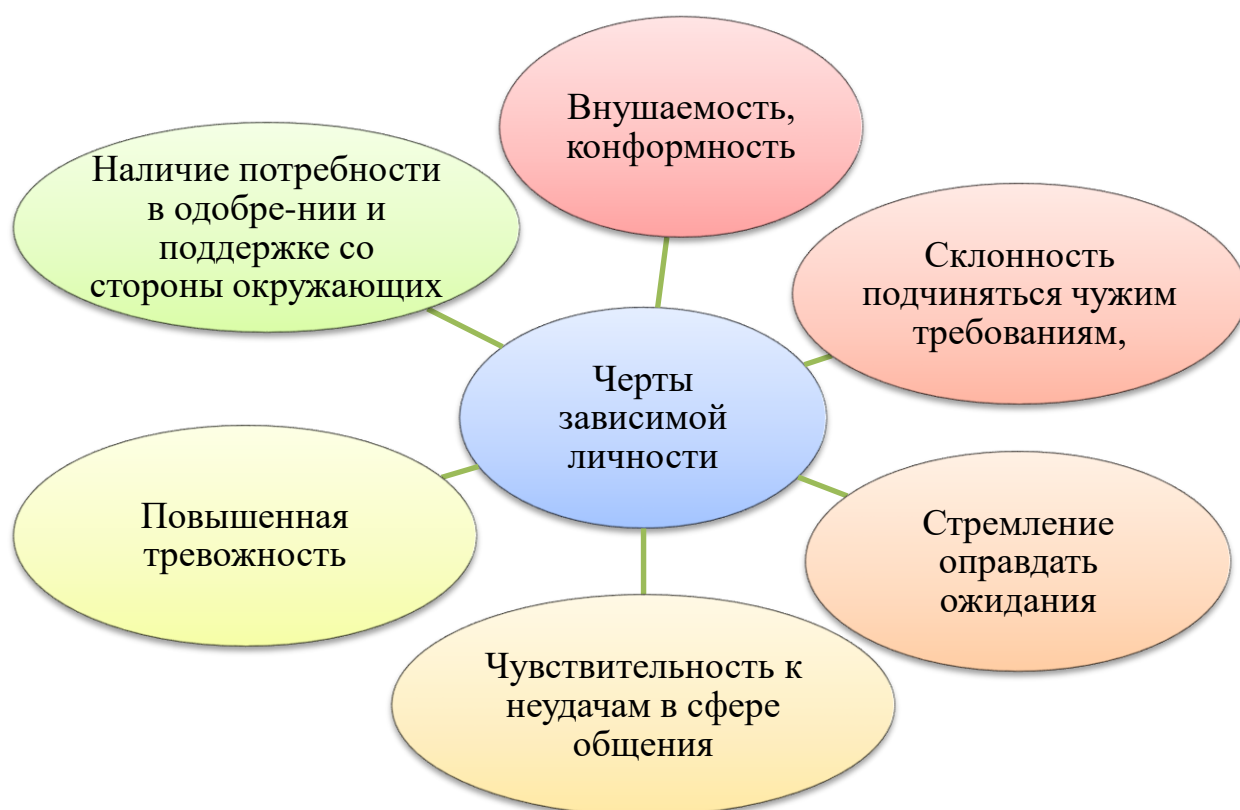 Внушаемость,
конформность
Наличие потребности
в одобре-нии и
поддержке со
стороны окружающих
Склонность
подчиняться чужим
требованиям,
Черты
зависимой
личности
Повышенная
тревожность
Стремление
оправдать
ожидания
Чувствительность к
неудачам в сфере
общения